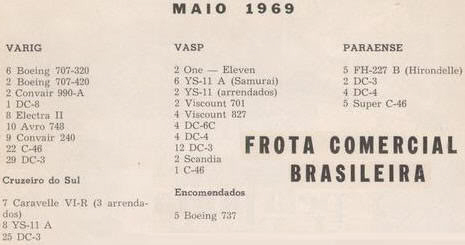 MAIO 1969
VARIG
6 Boeing 707-320
2 Boeing 707-420
2 Convair 990-A
1 DC-8
8 Electra II
10 Avro 748
9 Convair 240
22 C-46
29 DC-3
Cruzeiro do Sul
7 Caravelle VI-R (3 arrenda-
dos)
8 YS-11 A
25 DC-3
VASP
2 One — Eleven
6 YS-11 A (Samurai)
2 YS-11 (arrendados)
2 Viscount 701
4 Viscount 827
4 DC-6C
4 DC-4
12 DC-3
2 Scandia
1 C-46
Encomendados
5 Boeing 737
PARAENSE
5 FH-227 B (Hirondelle)
2 DC-3
4 DC-4
5 Super C-46
FROTA COMERCIAL
BRASILEIRA